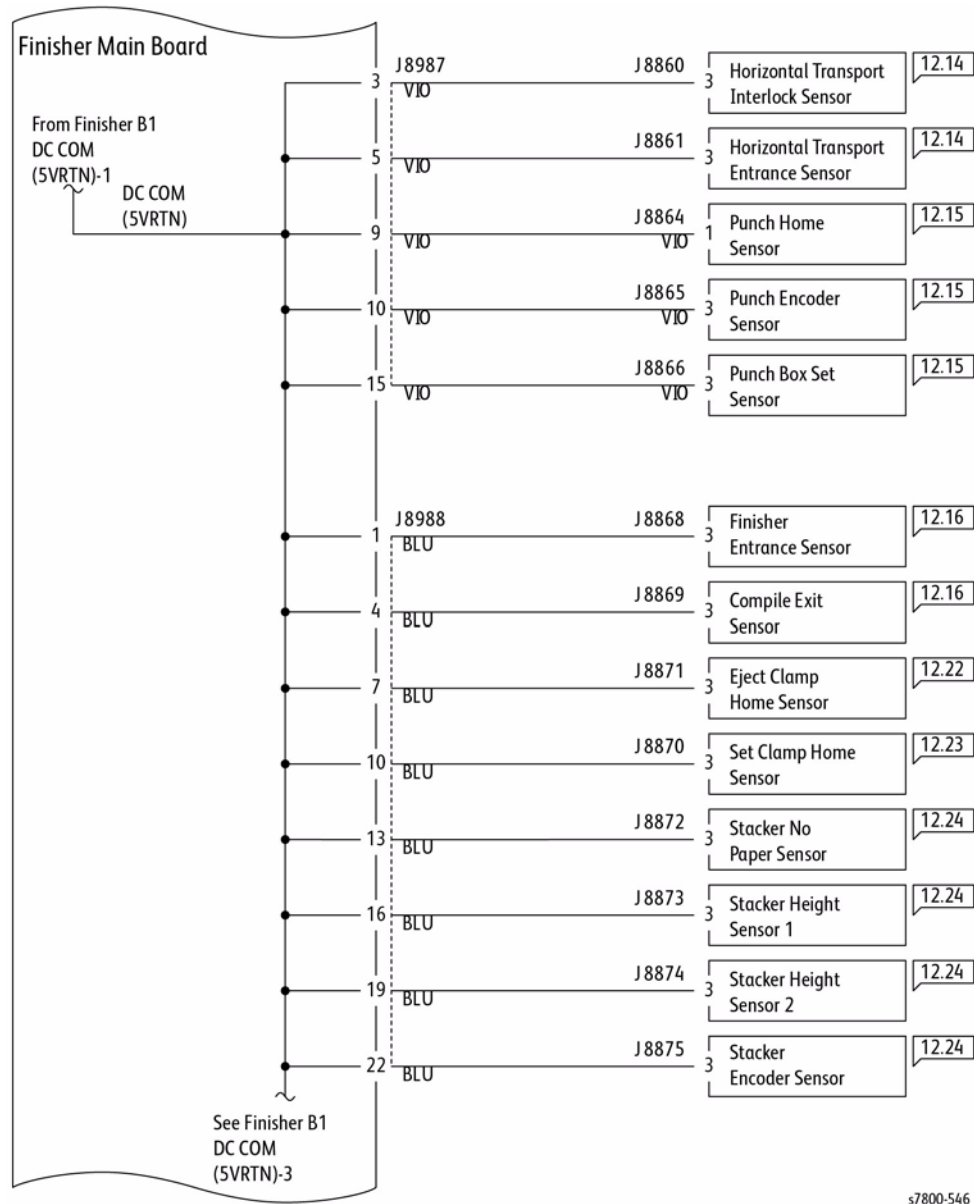 Finisher Main Board
From Finisher B1
DC COM
(5VRTN)-1
DC COM
(5VRTN)
3 J8987 VIO J8860 3 Horizontal Transport
Interlock Sensor
12.14
5 VIO J8861 3 Horizontal Transport
Entrance Sensor
12.14
9 VIO J8864 VIO 1 Punch Home
Sensor
12.15
10 VIO J8865 VIO 3 Punch Encoder
Sensor
12.15
15 VIO J8866 VIO 3 Punch Box Set
Sensor
12.15
1 J8988 BLU J8868 3 Finisher
Entrance Sensor
12.16
4 BLU J8869 3 Compile Exit
Sensor
12.16
7 BLU J8871 3 Eject Clamp
Home Sensor
12.22
10 BLU J8870 3 Set Clamp Home
Sensor
12.23
13 BLU J8872 3 Stacker No
Paper Sensor
12.24
16 BLU J8873 3 Stacker Height
Sensor 1
12.24
19 BLU J8874 3 Stacker Height
Sensor 2
12.24
22 BLU J8875 3 Stacker
Encoder Sensor
12.24
See Finisher B1
DC COM
(5VRTN)-3
s7800-546